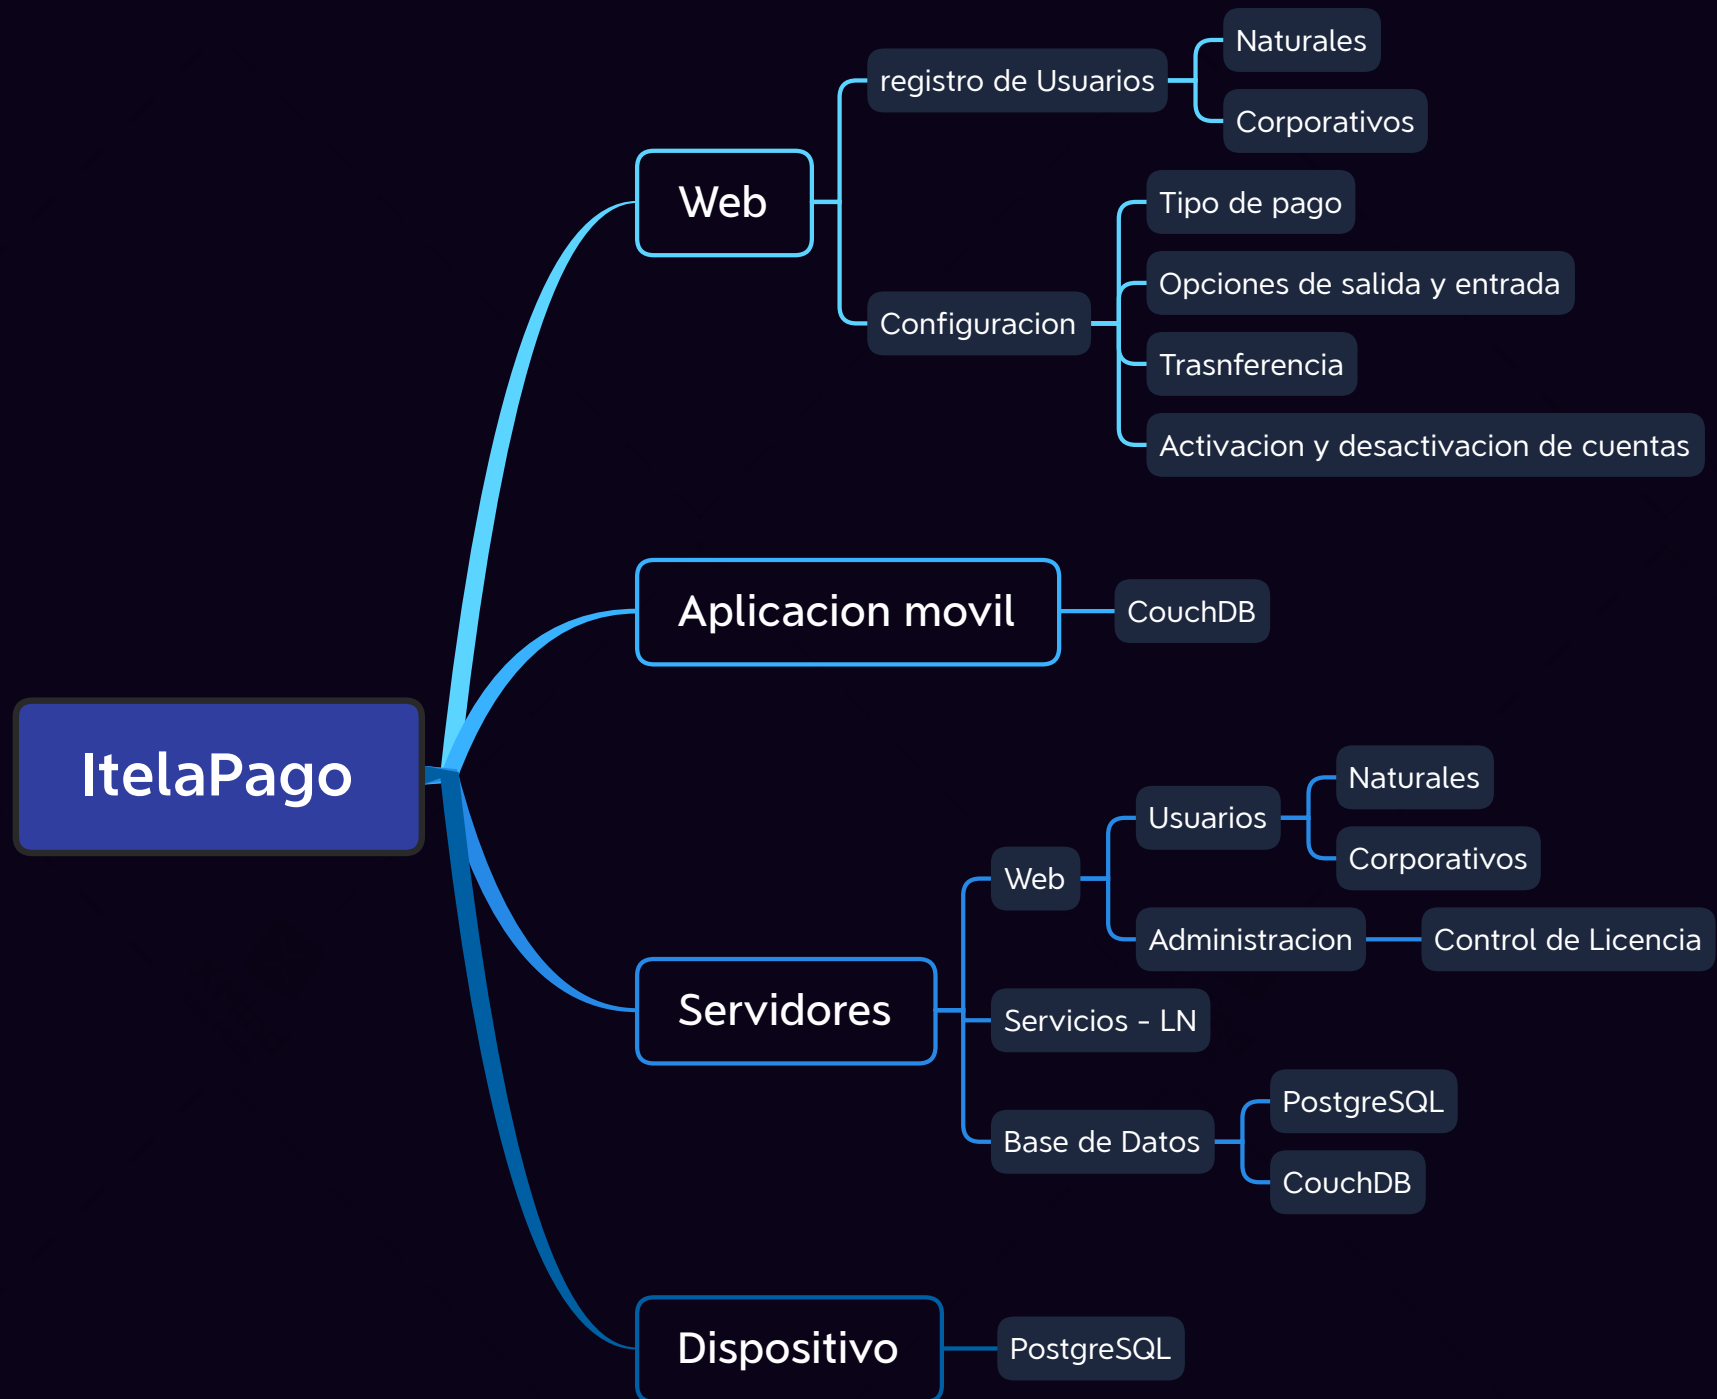 ItelaPago
Web
registro de Usuarios
Naturales
Corporativos
Configuracion
Tipo de pago
Opciones de salida y entrada
Trasnferencia
Activacion y desactivacion de cuentas
Aplicacion movil
CouchDB
Servidores
Web
Usuarios
Naturales
Corporativos
Administracion
Control de Licencia
Servicios - LN
Base de Datos
PostgreSQL
CouchDB
Dispositivo
PostgreSQL